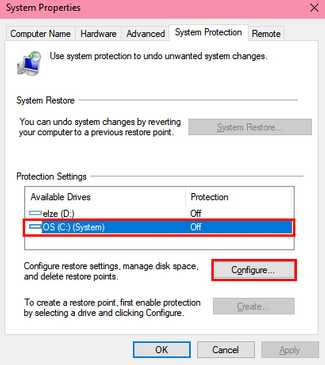 System Properties
Computer Name Hardware Advanced System Protection Remote
Use system protection to undo unwanted system changes.
System Restore
You can undo system changes by reverting
your computer to a previous restore point.
System Restore...
Protection Settings
Available Drives Protection
elze (D:) Off
OS (C:) (System) Off
Configure restore settings, manage disk space,
and delete restore points.
Configure...
To create a restore point, first enable protection
by selecting a drive and clicking Configure.
Create...
OK Cancel Apply